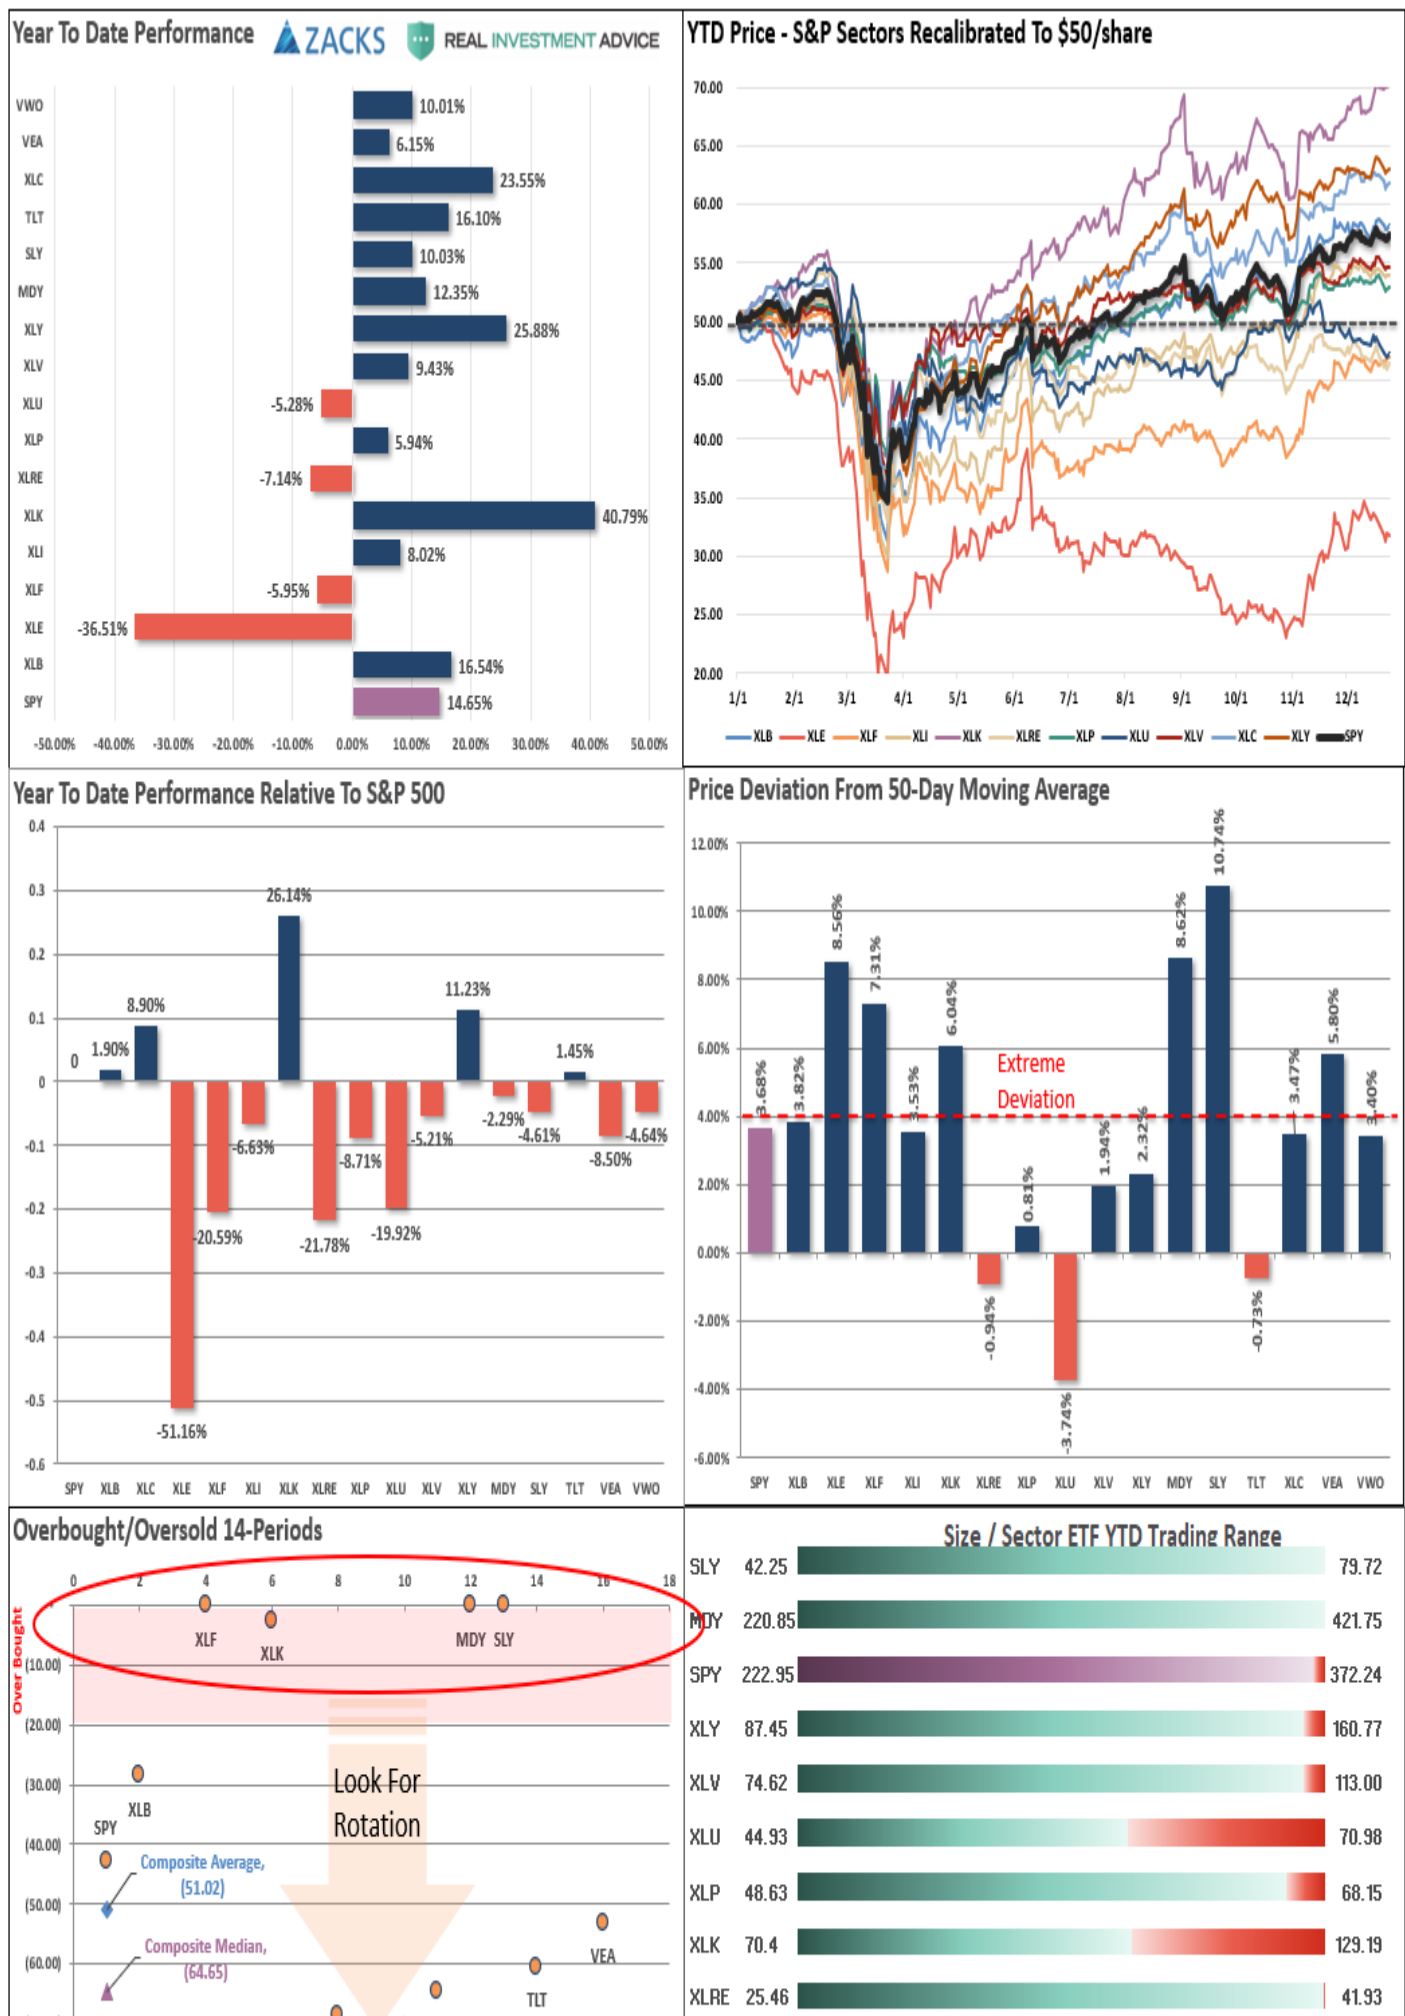 Year To Date Performance
ZACKS
REAL INVESTMENT ADVICE
VWO 10.01%
VEA 6.15%
XLC 23.55%
TLT 16.10%
SLY 10.03%
MDY 12.35%
XLY 25.88%
XLV 9.43%
XLU -5.28%
XLP 5.94%
XLRE -7.14%
XLK 40.79%
XLI 8.02%
XLF -5.95%
XLE -36.51%
XLB 16.54%
SPY 14.65%
-50.00% -40.00% -30.00% -20.00% -10.00% 0.00% 10.00% 20.00% 30.00% 40.00% 50.00%
YTD Price - S&P Sectors Recalibrated To $50/share
70.00
65.00
60.00
55.00
50.00
45.00
40.00
35.00
30.00
25.00
20.00
1/1 2/1 3/1 4/1 5/1 6/1 7/1 8/1 9/1 10/1 11/1 12/1
XLB XLE XLF XLI XLK XLRE XLP XLU XLV XLC XLY SPY
Year To Date Performance Relative To S&P 500
0.4
0.3
0.2
0.1
0
-0.1
-0.2
-0.3
-0.4
-0.5
-0.6
0 1.90% 8.90% -51.16% -20.59% -6.63% 26.14% -21.78% -8.71% -19.92% -5.21% 11.23% -2.29% -4.61% 1.45% -8.50% -4.64%
SPY XLB XLC XLE XLF XLI XLK XLRE XLP XLU XLV XLY MDY SLY TLT VEA VWO
Price Deviation From 50-Day Moving Average
12.00%
10.00%
8.00%
6.00%
4.00%
2.00%
0.00%
-2.00%
-4.00%
-6.00%
3.68% 3.82% 8.56% 7.31% 3.53% 6.04% -0.94% 0.81% -3.74% 1.94% 2.32% 8.62% 10.74% -0.73% 3.47% 5.80% 3.40%
Extreme
Deviation
SPY XLB XLE XLF XLI XLK XLRE XLP XLU XLV XLY MDY SLY TLT XLC VEA VWO
Overbought/Oversold 14-Periods
0 2 4 6 8 10 12 14 16 18
Over Bought
(10.00)
(20.00)
(30.00)
(40.00)
(50.00)
(60.00)
XLF
XLK
MDY SLY
XLB
SPY
Look For
Rotation
Composite Average,
(51.02)
Composite Median,
(64.65)
VEA
TLT
Size / Sector ETF YTD Trading Range
SLY 42.25 79.72
MDY 220.85 421.75
SPY 222.95 372.24
XLY 87.45 160.77
XLV 74.62 113.00
XLU 44.93 70.98
XLP 48.63 68.15
XLK 70.4 129.19
XLRE 25.46 41.93